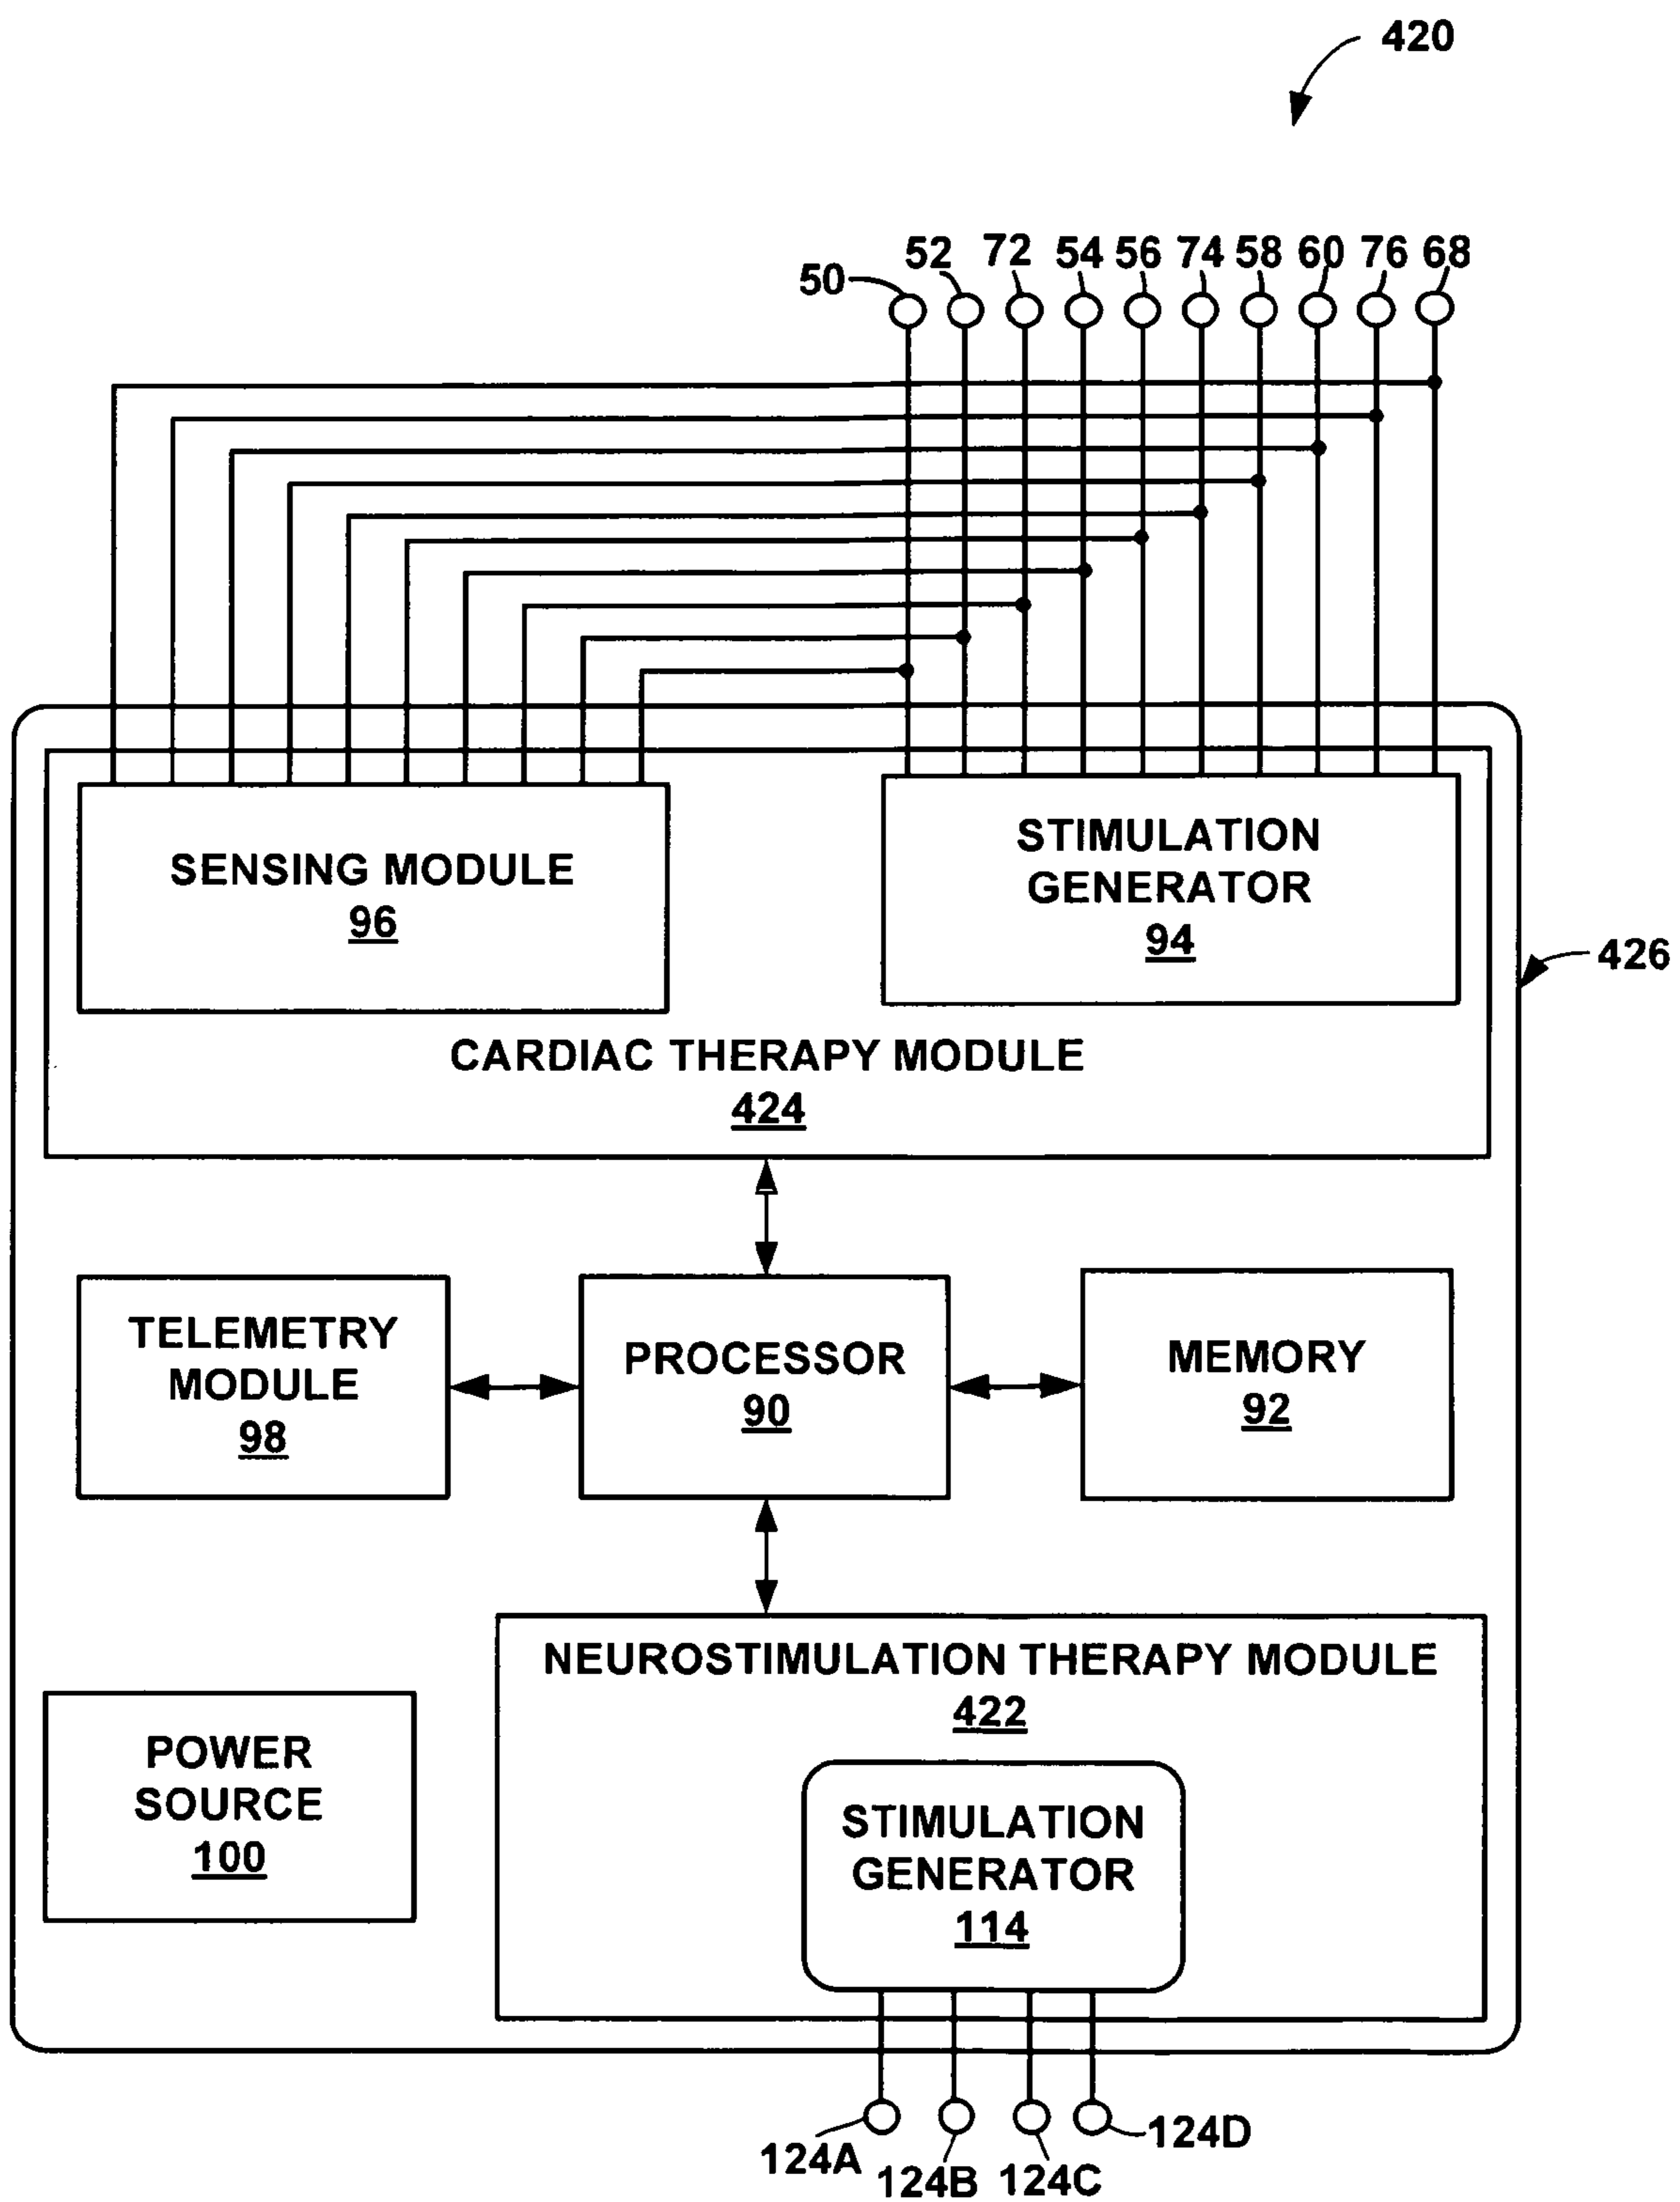 420
50 52 72 54 56 74 58 60 76 68
SENSING MODULE
96
STIMULATION
GENERATOR
94
426
CARDIAC THERAPY MODULE
424
TELEMETRY
MODULE
98
PROCESSOR
90
MEMORY
92
NEUROSTIMULATION THERAPY MODULE
422
POWER
SOURCE
100
STIMULATION
GENERATOR
114
124A 124B 124C 124D